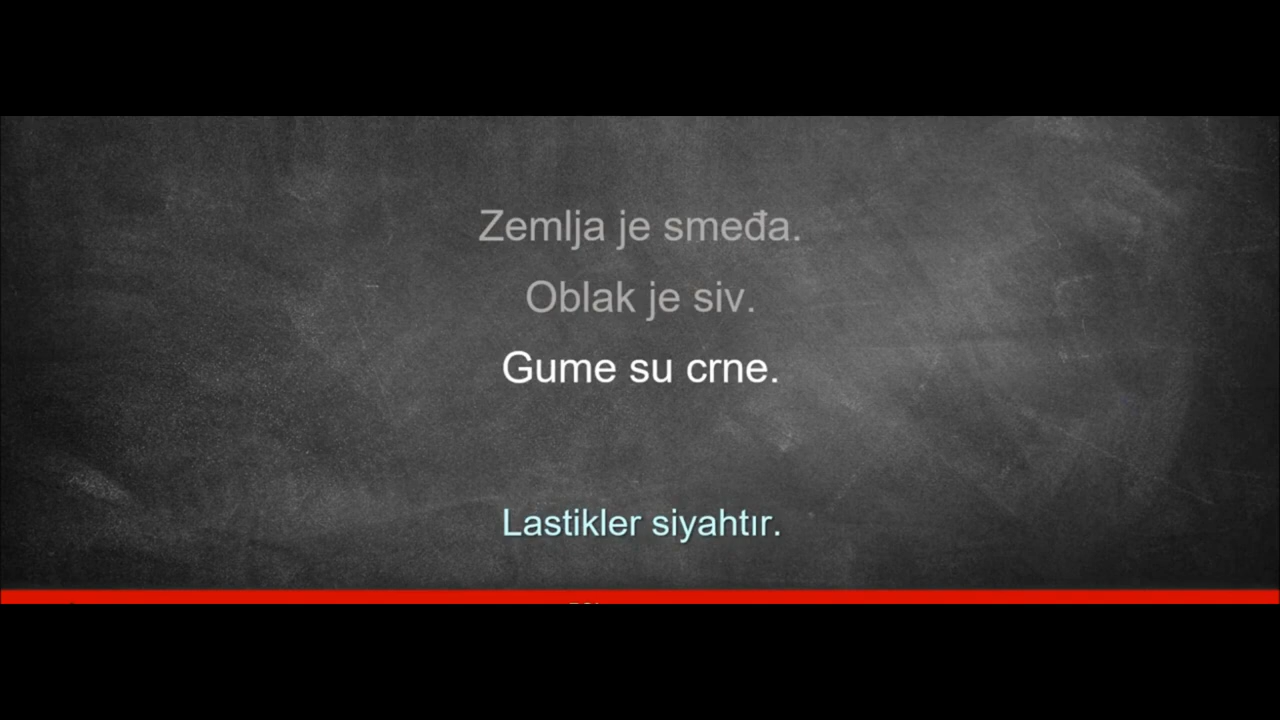 Zemlja je smeđa.
Oblak je siv.
Gume su crne.
Lastikler siyahtır.